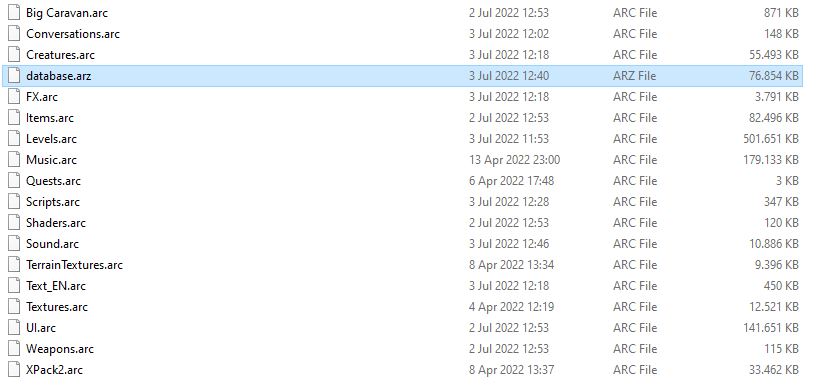 Big Caravan.arc 2 Jul 2022 12:53 ARC File 871 KB
Conversations.arc 3 Jul 2022 12:02 ARC File 148 KB
Creatures.arc 3 Jul 2022 12:18 ARC File 55.493 KB
database.arz 3 Jul 2022 12:40 ARZ File 76.854 KB
FX.arc 3 Jul 2022 12:18 ARC File 3.791 KB
Items.arc 2 Jul 2022 12:53 ARC File 82.496 KB
Levels.arc 3 Jul 2022 11:53 ARC File 501.651 KB
Music.arc 13 Apr 2022 23:00 ARC File 179.133 KB
Quests.arc 6 Apr 2022 17:48 ARC File 3 KB
Scripts.arc 3 Jul 2022 12:28 ARC File 347 KB
Shaders.arc 2 Jul 2022 12:53 ARC File 120 KB
Sound.arc 3 Jul 2022 12:46 ARC File 10.886 KB
TerrainTextures.arc 8 Apr 2022 13:34 ARC File 9.396 KB
Text_EN.arc 3 Jul 2022 12:18 ARC File 450 KB
Textures.arc 4 Apr 2022 12:19 ARC File 12.521 KB
UI.arc 2 Jul 2022 12:53 ARC File 141.651 KB
Weapons.arc 2 Jul 2022 12:53 ARC File 115 KB
XPack2.arc 8 Apr 2022 13:37 ARC File 33.462 KB